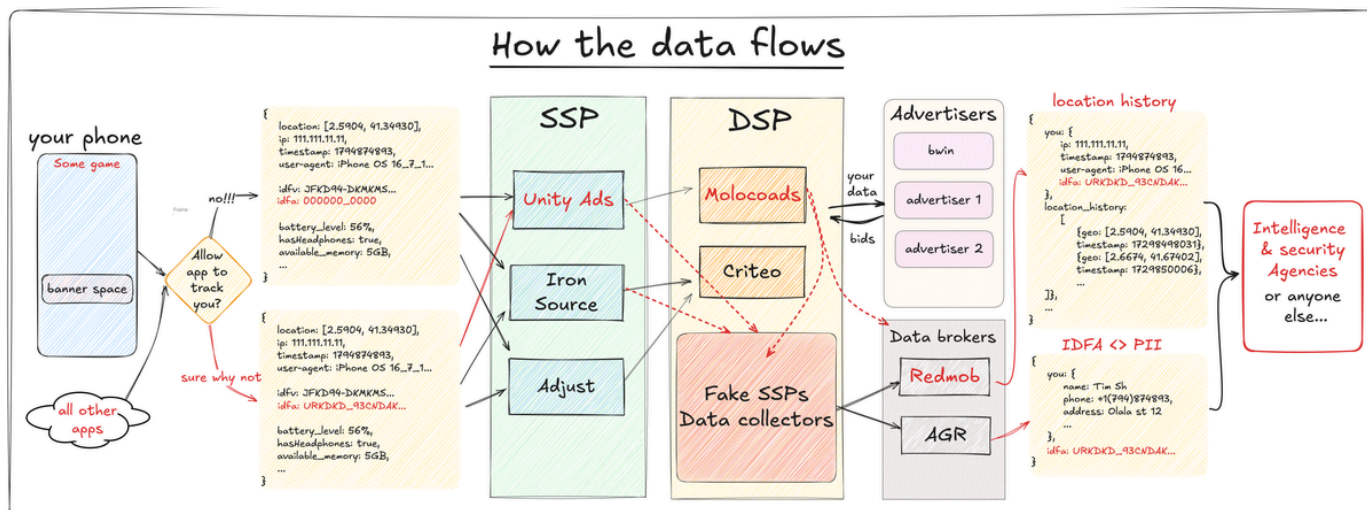 How the data flows
your phone
Some game
banner space
all other
apps
Frame
no!!!
Allow
app to
track
you?
sure why not
{
location: [2.5904, 41.34930],
ip: 111.111.11.11,
timestamp: 1794874893,
user-agent: iPhone OS 16_7_1...
idfv: JFKD94-DKMKMS...
idfa: 000000_0000
battery_level: 56%,
hasHeadphones: true,
available_memory: 5GB,
...
}
{
location: [2.5904, 41.34930],
ip: 111.111.11.11,
timestamp: 1794874893,
user-agent: iPhone OS 16_7_1...
idfv: JFKD94-DKMKMS...
idfa: URKDKD_93CNDAK...
battery_level: 56%,
hasHeadphones: true,
available_memory: 5GB,
...
}
SSP
Unity Ads
Iron
Source
Adjust
DSP
Molocoads
Criteo
Fake SSPs
Data collectors
your
data
bids
Advertisers
bwin
advertiser 1
advertiser 2
Data brokers
Redmob
AGR
location history
{
you: {
ip: 111.111.11.11,
timestamp: 1794874893,
user-agent: iPhone OS 16...
idfa: URKDKD_93CNDAK...
},
location_history:
[
{geo: [2.5904, 41.34930],
timestamp: 17298498031},
{geo: [2.6674, 41.67402],
timestamp: 1729850006},
...
]},
...
}
IDFA <> PII
{
you: {
name: Tim Sh
phone: +1(794)874893,
address: Olala st 12
...
},
idfa: URKDKD_93CNDAK...
}
Intelligence
& security
Agencies
or anyone
else...